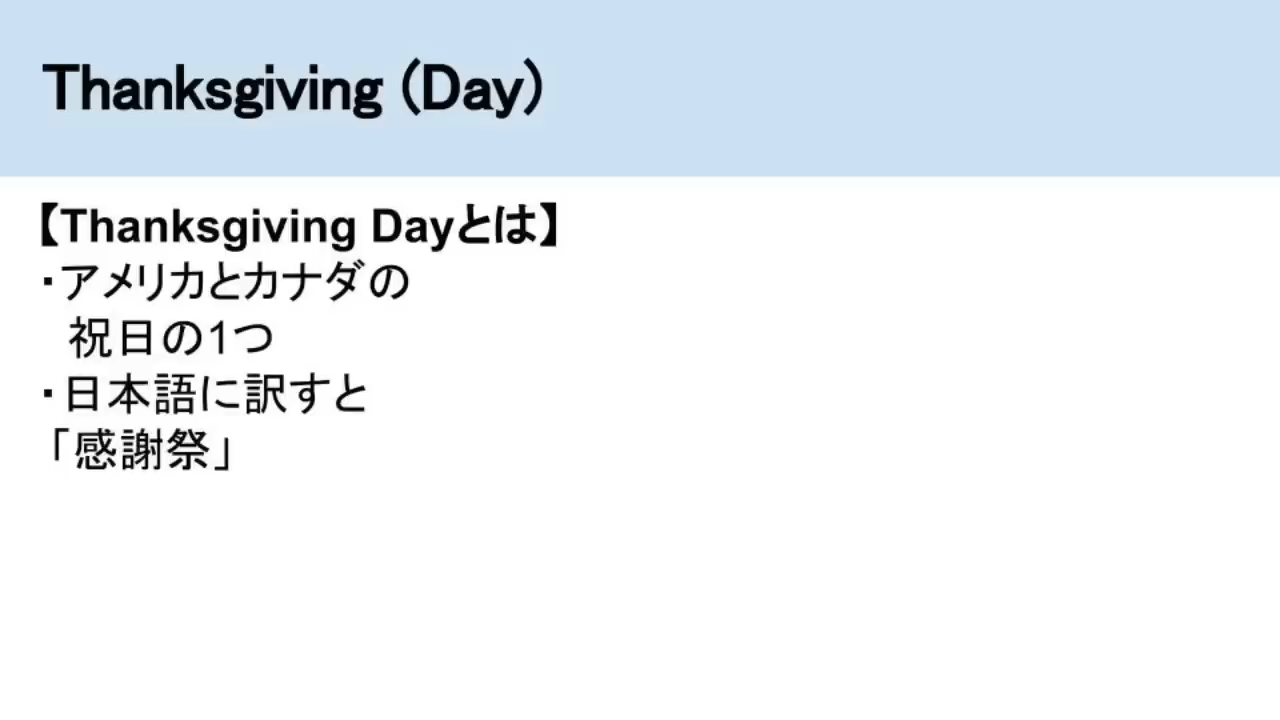 Thanksgiving (Day)
【Thanksgiving Dayとは】
・アメリカとカナダの
祝日の1つ
・日本語に訳すと
「感謝祭」